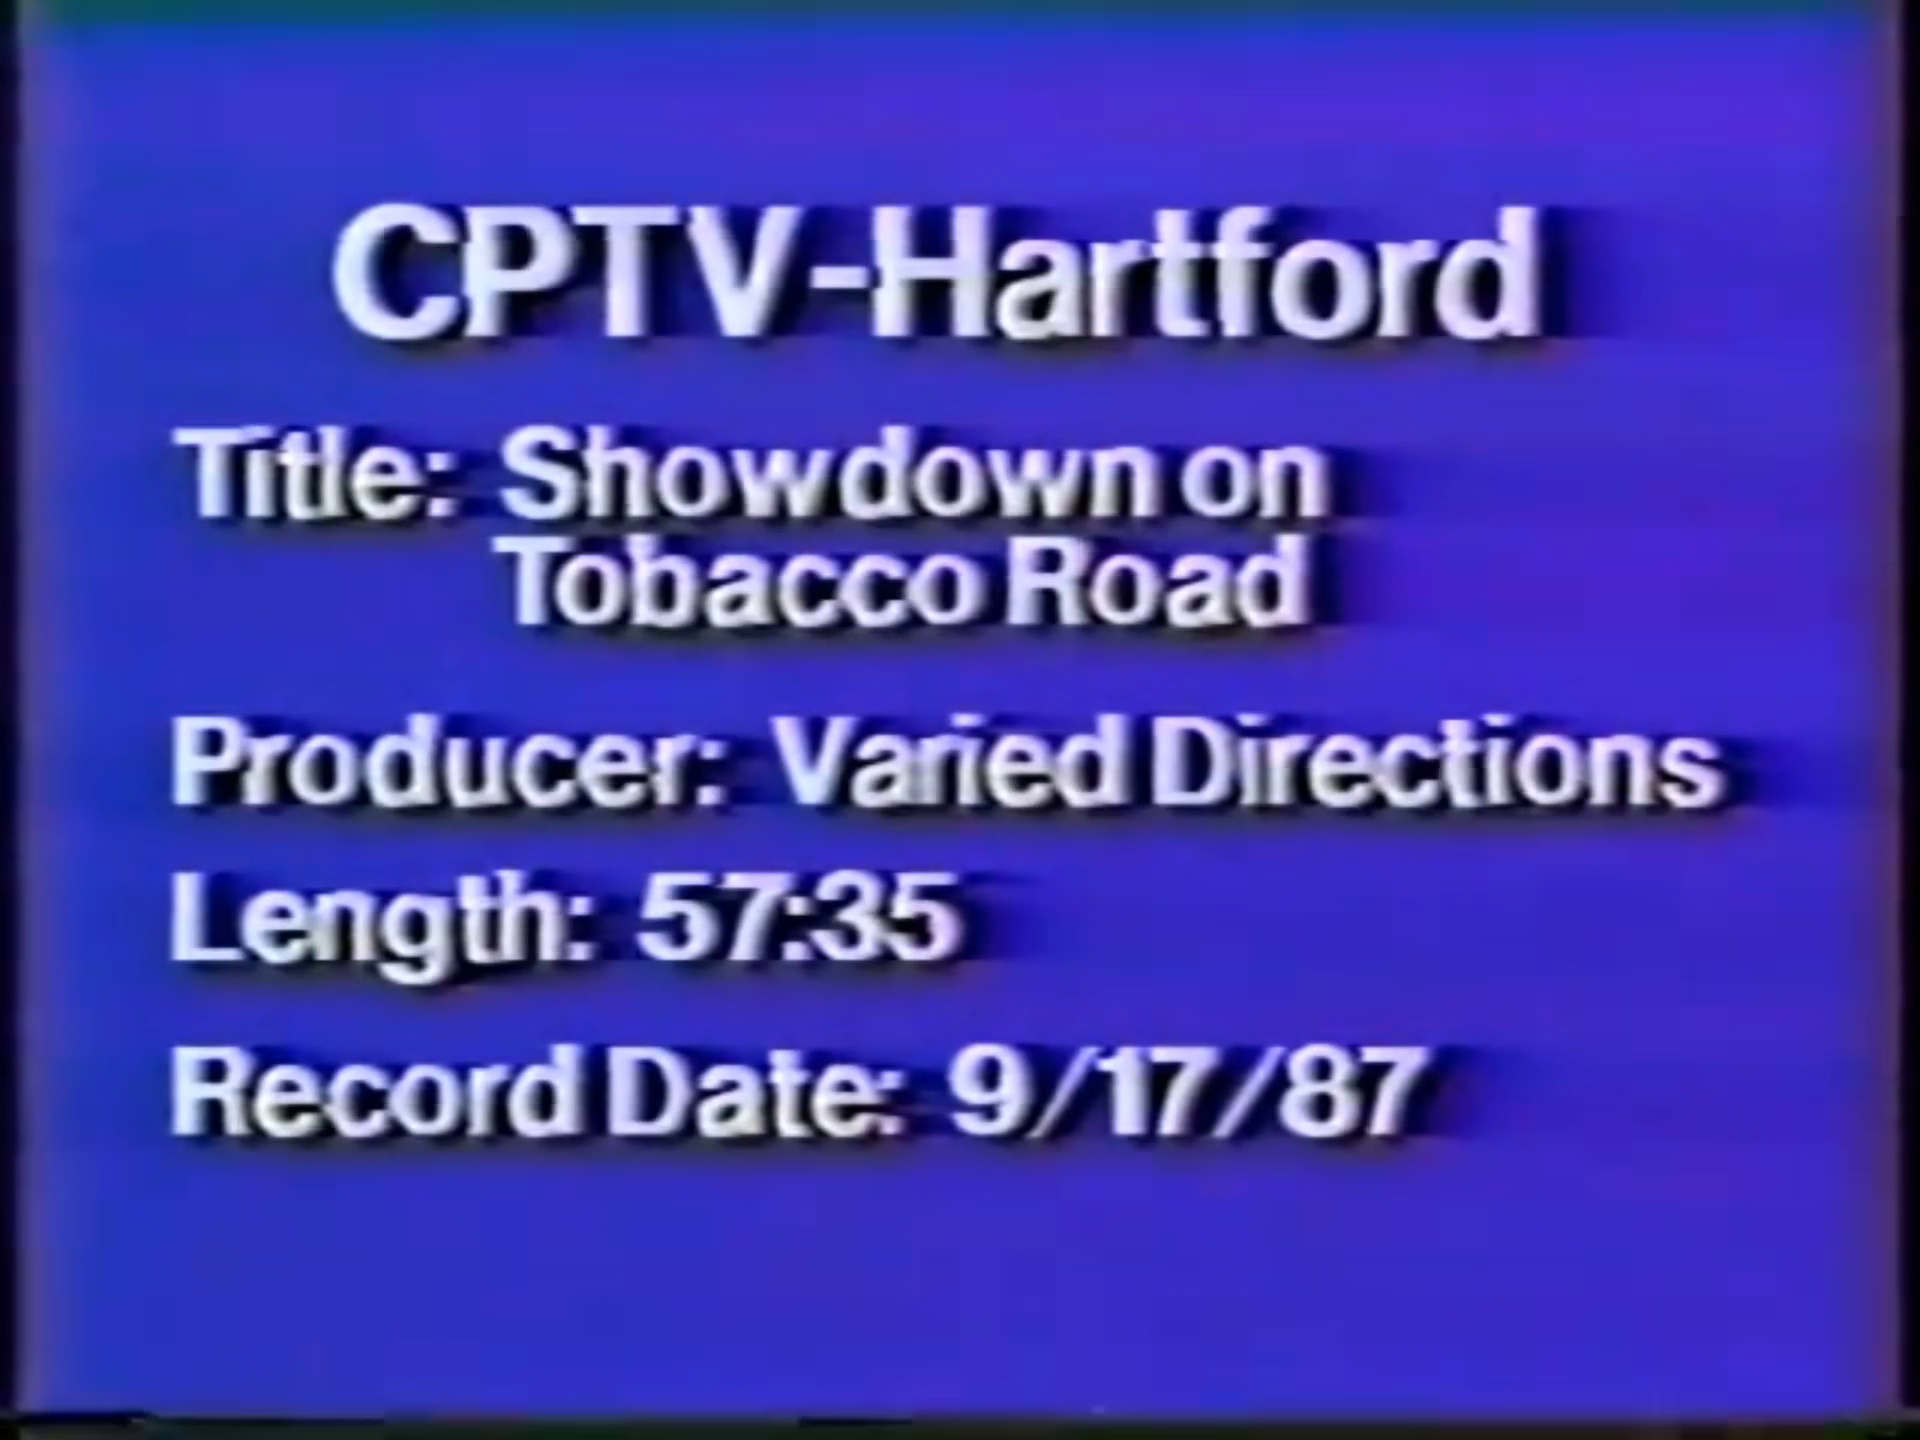 CPTV-Hartford
Title: Showdown on
Tobacco Road
Producer: Varied Directions
Length: 57:35
Record Date: 9/17/87